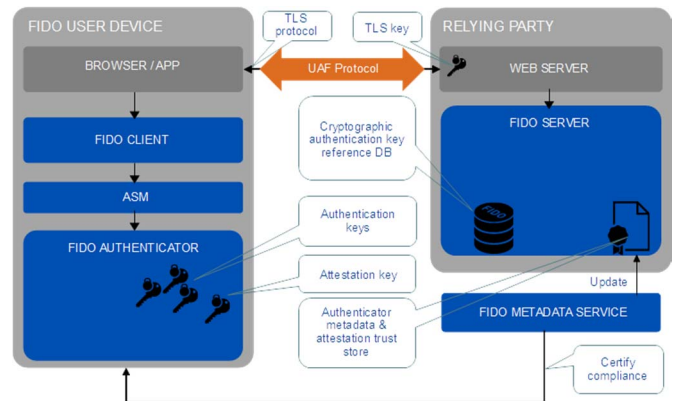 FIDO USER DEVICE
TLS
protocol
TLS key
RELYING PARTY
BROWSER / APP
UAF Protocol
WEB SERVER
FIDO CLIENT
Cryptographic
authentication key
reference DB
FIDO SERVER
ASM
FIDO
Authentication
keys
FIDO AUTHENTICATOR
Attestation key
Update
Authenticator
metadata &
attestation trust
store
FIDO METADATA SERVICE
Certify
compliance